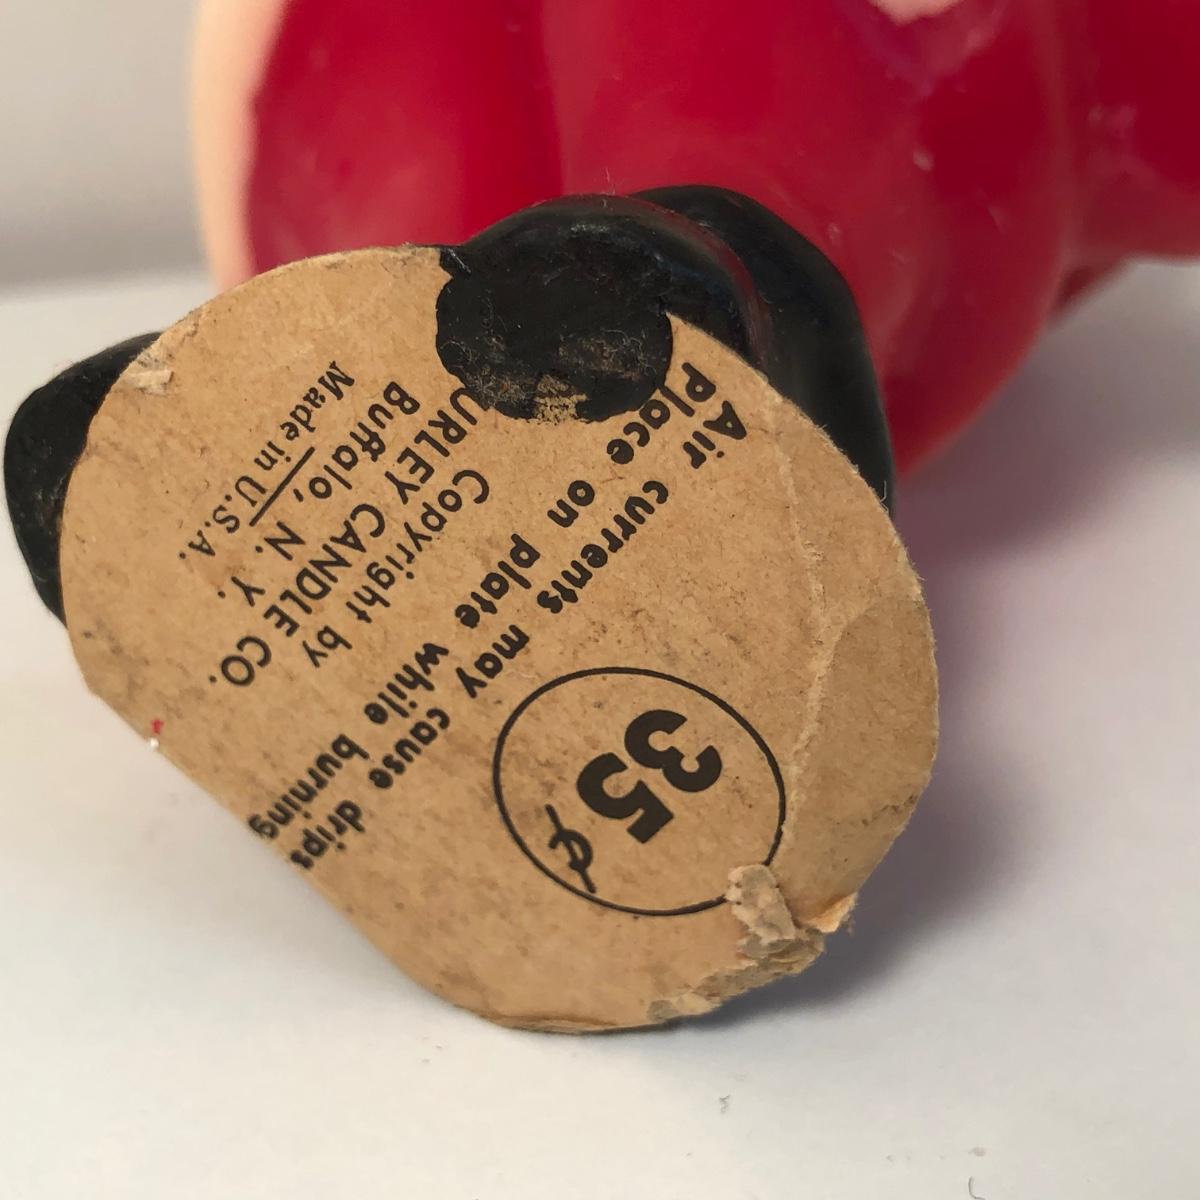 35¢
Air currents may cause drips
Place on plate while burning
Copyright by
URLEY CANDLE CO.
Buffalo, N. Y.
Made in U.S.A.